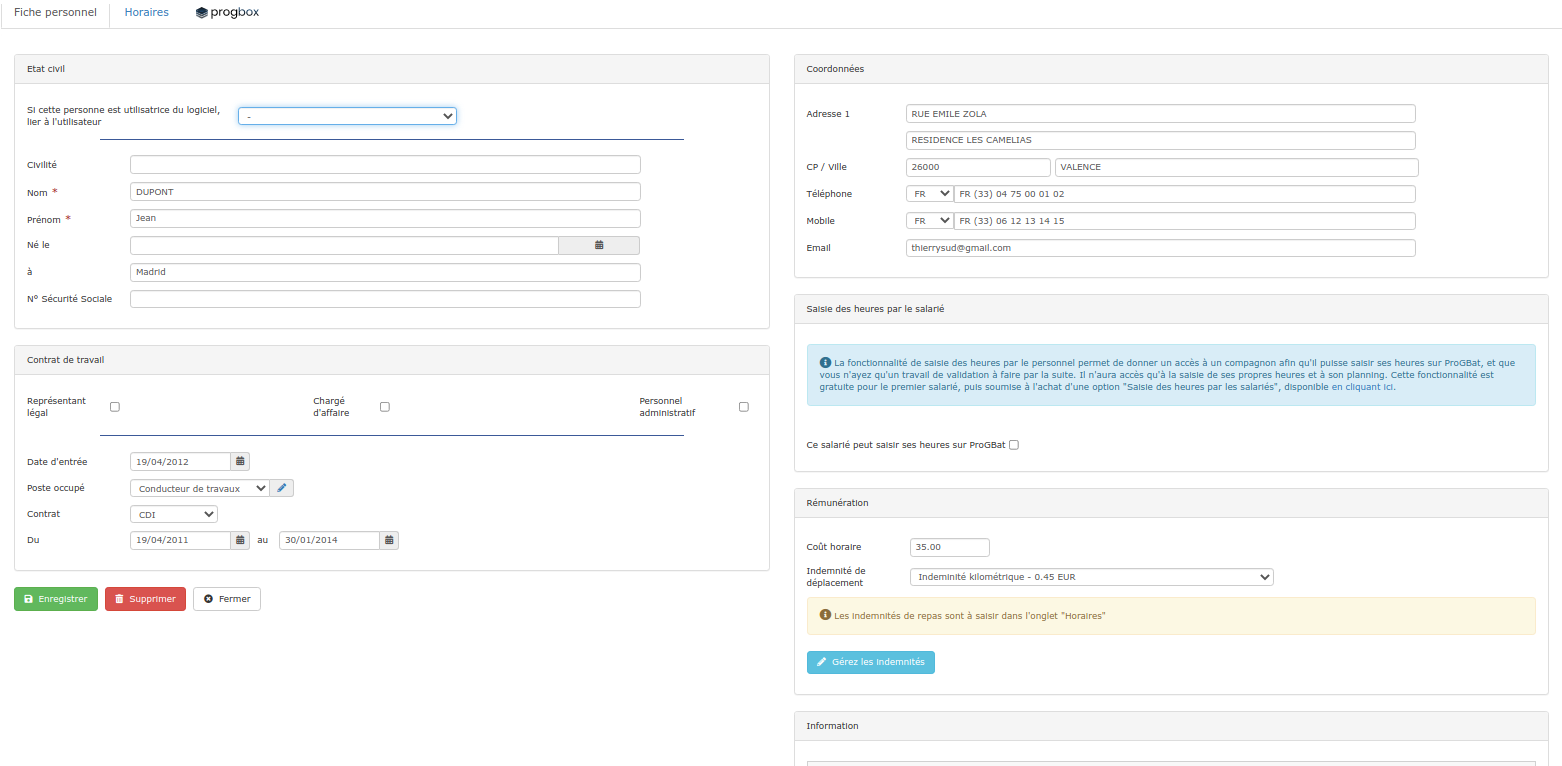 Fiche personnel
Horaires
progbox
Etat civil
Si cette personne est utilisatrice du logiciel,
lier à l'utilisateur
-
Civilité
Nom *
DUPONT
Prénom *
Jean
Né le
à
Madrid
N° Sécurité Sociale
Contrat de travail
Représentant
légal
Chargé
d'affaire
Personnel
administratif
Date d'entrée
19/04/2012
Poste occupé
Conducteur de travaux
Contrat
CDI
Du
19/04/2011
au
30/01/2014
Enregistrer
Supprimer
Fermer
Coordonnées
Adresse 1
RUE EMILE ZOLA
RESIDENCE LES CAMELIAS
CP / Ville
26000
VALENCE
Téléphone
FR
FR (33) 04 75 00 01 02
Mobile
FR
FR (33) 06 12 13 14 15
Email
thierrysud@gmail.com
Saisie des heures par le salarié
La fonctionnalité de saisie des heures par le personnel permet de donner un accès à un compagnon afin qu'il puisse saisir ses heures sur ProGBat, et que
vous n'ayez qu'un travail de validation à faire par la suite. Il n'aura accès qu'à la saisie de ses propres heures et à son planning. Cette fonctionnalité est
gratuite pour le premier salarié, puis soumise à l'achat d'une option "Saisie des heures par les salariés", disponible en cliquant ici.
Ce salarié peut saisir ses heures sur ProGBat
Rémunération
Coût horaire
35.00
Indemnité de
déplacement
Indeminité kilométrique - 0.45 EUR
Les indemnités de repas sont à saisir dans l'onglet "Horaires"
Gérez les indemnités
Information